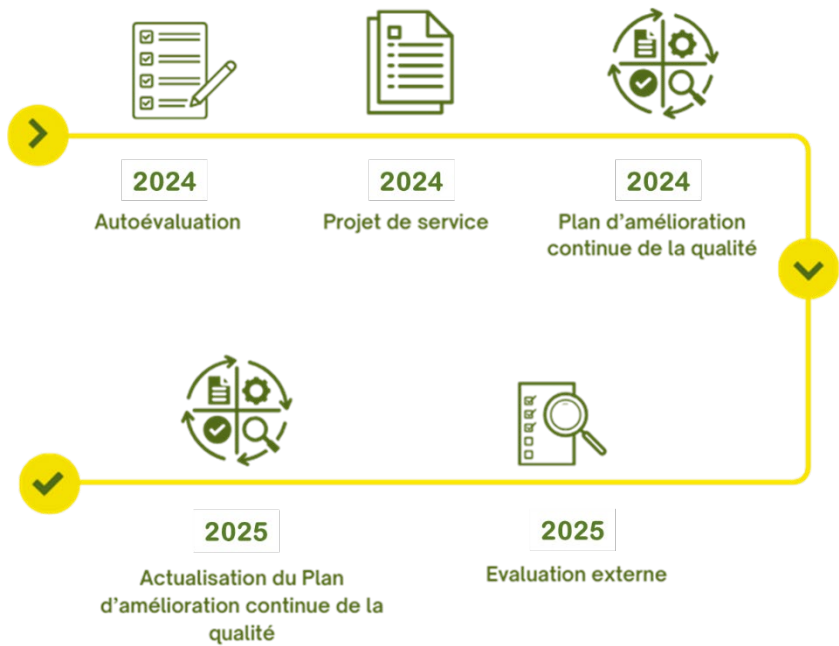 2024
Autoévaluation
2024
Projet de service
2024
Plan d'amélioration
continue de la qualité
2025
Evaluation externe
2025
Actualisation du Plan
d'amélioration continue de la
qualité